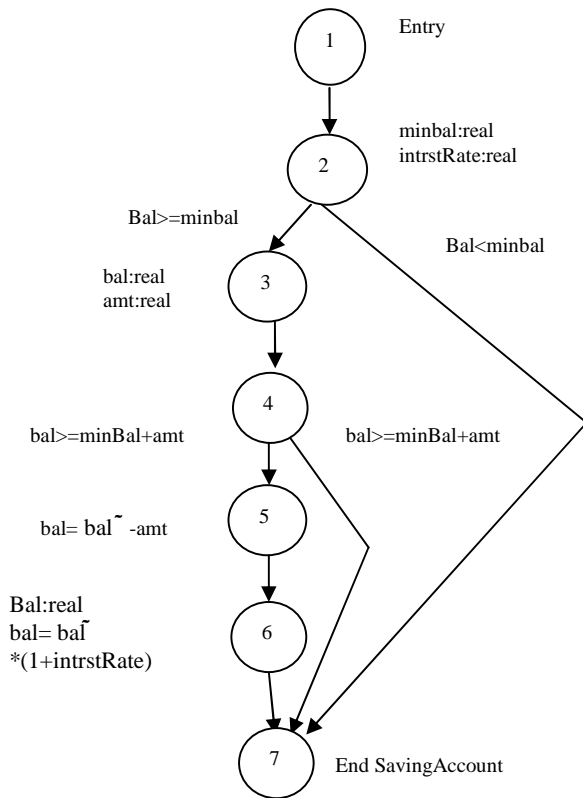 1
Entry
2
minbal:real
intrstRate:real
Bal>=minbal
Bal<minbal
bal:real
amt:real
3
4
bal>=minBal+amt
bal>=minBal+amt
5
bal= bal˜ -amt
Bal:real
bal= bal˜
*(1+intrstRate)
6
7
End SavingAccount